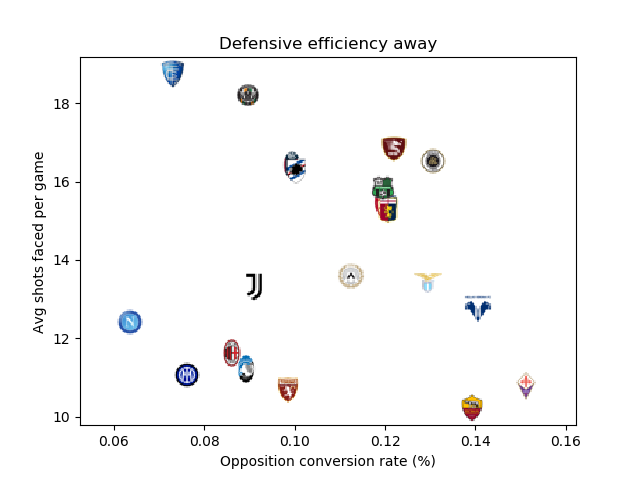 Defensive efficiency away
Avg shots faced per game
18
16
14
12
10
0.06 0.08 0.10 0.12 0.14 0.16
Opposition conversion rate (%)